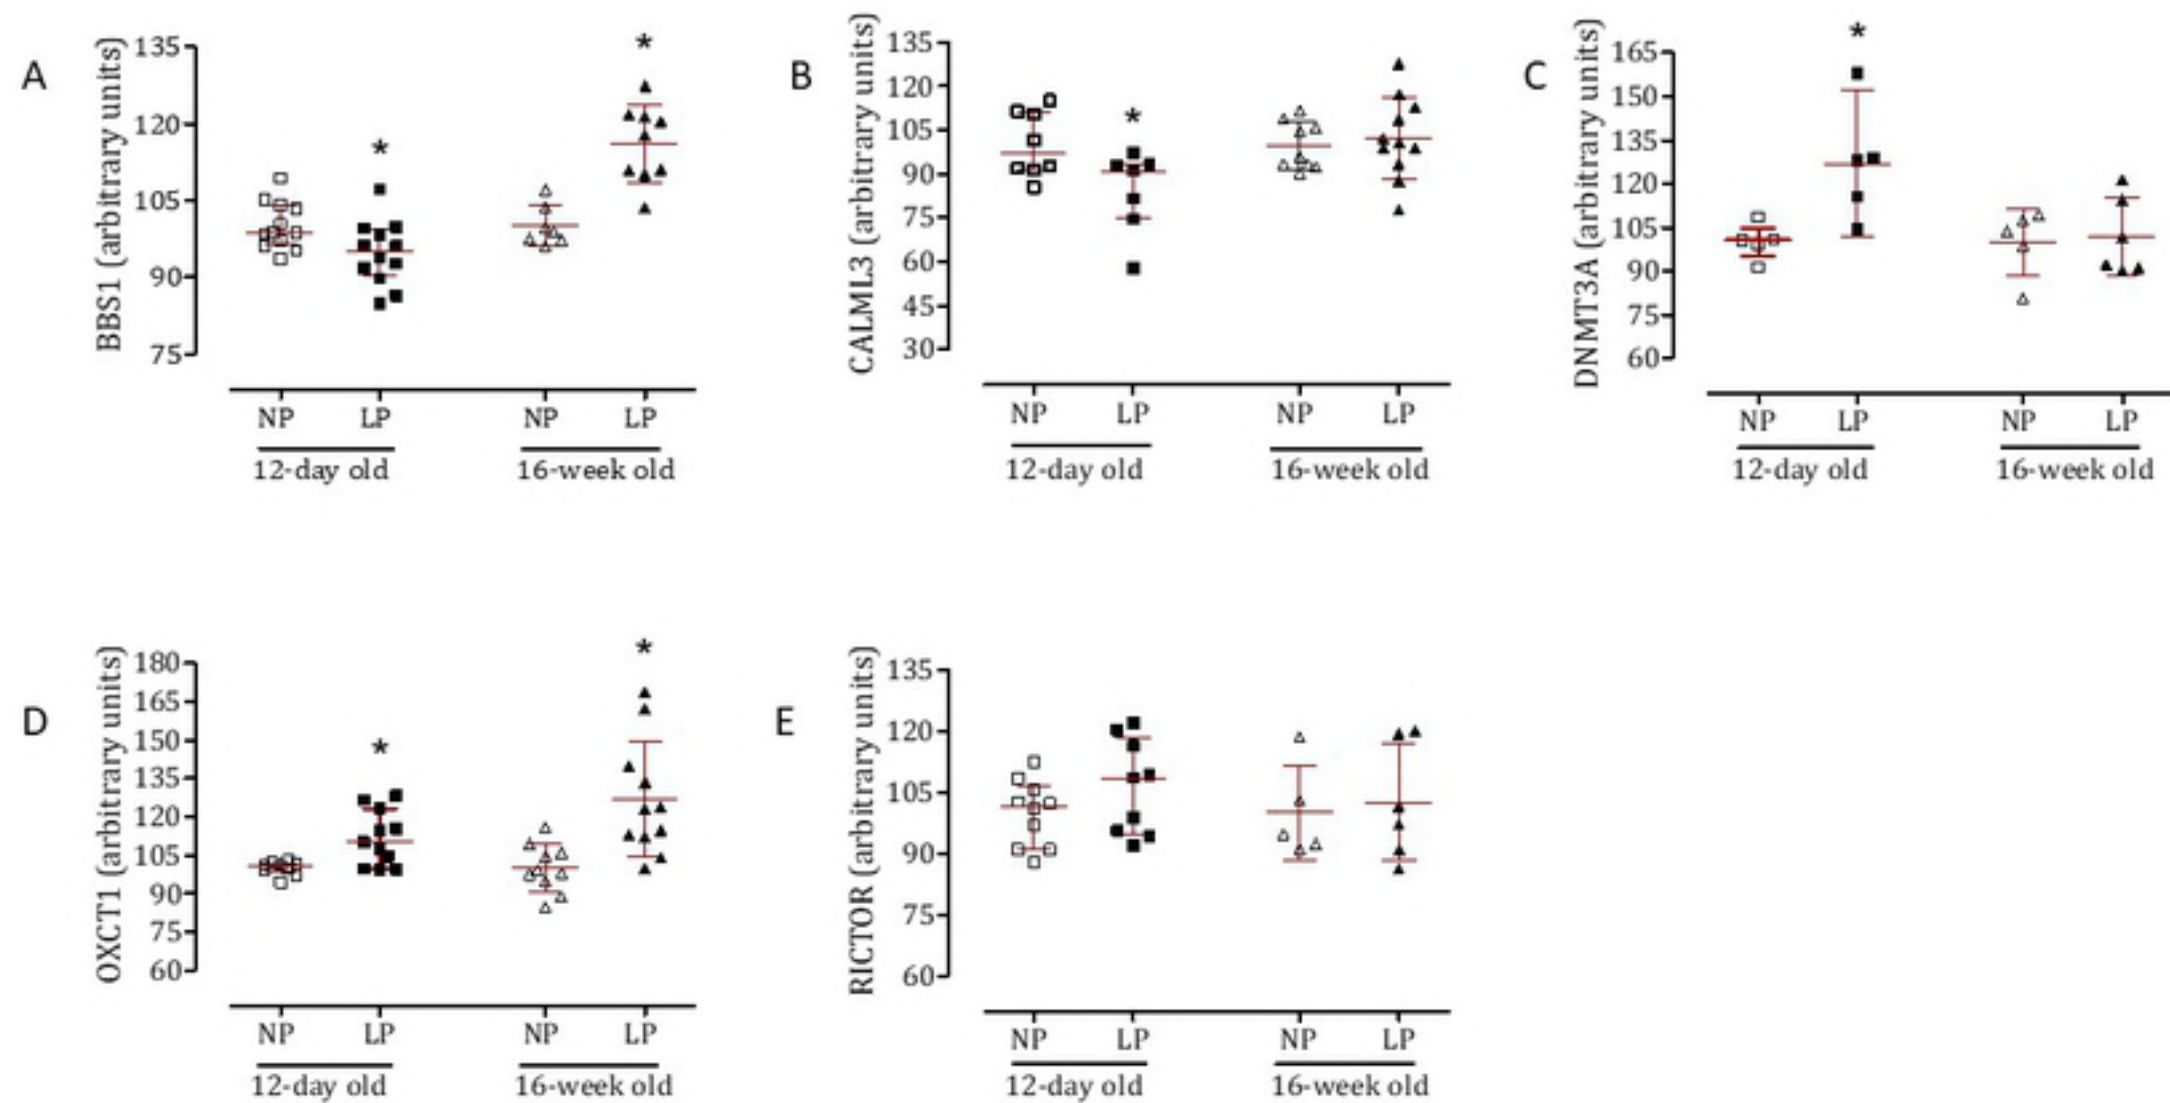 A
BBS1 (arbitrary units)
135
120
105
90
75
*
*
NP LP NP LP
12-day old 16-week old
B
CALML3 (arbitrary units)
135
120
105
90
75
60
45
30
*
NP LP NP LP
12-day old 16-week old
C
DNMT3A (arbitrary units)
165
150
135
120
105
90
75
60
*
NP LP NP LP
12-day old 16-week old
D
OXCT1 (arbitrary units)
180
165
150
135
120
105
90
75
60
*
*
NP LP NP LP
12-day old 16-week old
E
RICTOR (arbitrary units)
135
120
105
90
75
60
NP LP NP LP
12-day old 16-week old